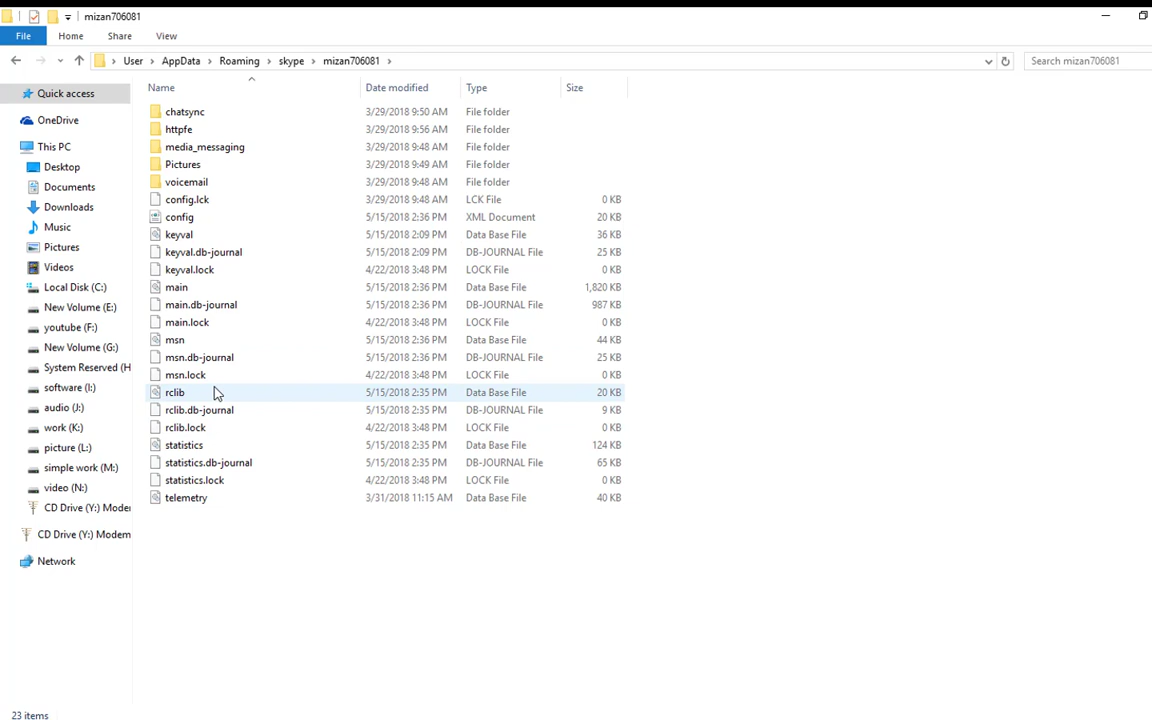 mizan706081
File Home Share View
User AppData Roaming skype mizan706081 Search mizan706081
Name Date modified Type Size
Quick access
OneDrive
This PC
Desktop
Documents
Downloads
Music
Pictures
Videos
Local Disk (C:)
New Volume (E:)
youtube (F:)
New Volume (G:)
System Reserved (H
software (I:)
audio (J:)
work (K:)
picture (L:)
simple work (M:)
video (N:)
CD Drive (Y:) Moder
CD Drive (Y:) Modem
Network
chatsync 3/29/2018 9:50 AM File folder
httpfe 3/29/2018 9:56 AM File folder
media_messaging 3/29/2018 9:48 AM File folder
Pictures 3/29/2018 9:49 AM File folder
voicemail 3/29/2018 9:48 AM File folder
config.lck 3/29/2018 9:48 AM LCK File 0 KB
config 5/15/2018 2:36 PM XML Document 20 KB
keyval 5/15/2018 2:09 PM Data Base File 36 KB
keyval.db-journal 5/15/2018 2:09 PM DB-JOURNAL File 25 KB
keyval.lock 4/22/2018 3:48 PM LOCK File 0 KB
main 5/15/2018 2:36 PM Data Base File 1,820 KB
main.db-journal 5/15/2018 2:36 PM DB-JOURNAL File 987 KB
main.lock 4/22/2018 3:48 PM LOCK File 0 KB
msn 5/15/2018 2:36 PM Data Base File 44 KB
msn.db-journal 5/15/2018 2:36 PM DB-JOURNAL File 25 KB
msn.lock 4/22/2018 3:48 PM LOCK File 0 KB
rclib 5/15/2018 2:35 PM Data Base File 20 KB
rclib.db-journal 5/15/2018 2:35 PM DB-JOURNAL File 9 KB
rclib.lock 4/22/2018 3:48 PM LOCK File 0 KB
statistics 5/15/2018 2:35 PM Data Base File 124 KB
statistics.db-journal 5/15/2018 2:35 PM DB-JOURNAL File 65 KB
statistics.lock 4/22/2018 3:48 PM LOCK File 0 KB
telemetry 3/31/2018 11:15 AM Data Base File 40 KB
23 items